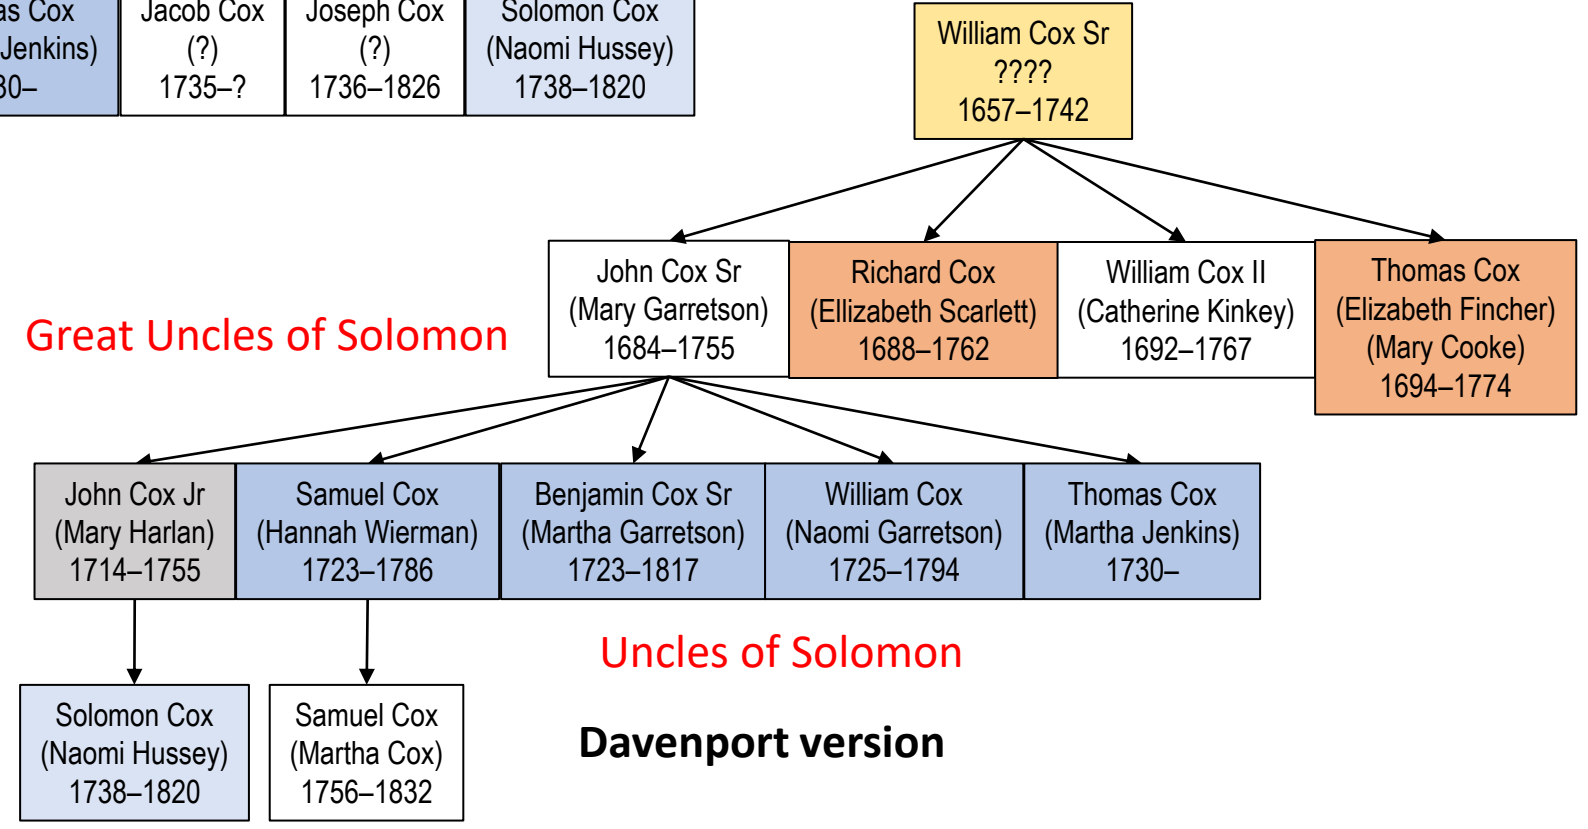 as Cox
Jenkins)
30–
Jacob Cox
(?)
1735–?
Joseph Cox
(?)
1736–1826
Solomon Cox
(Naomi Hussey)
1738–1820
William Cox Sr
????
1657–1742
John Cox Sr
(Mary Garretson)
1684–1755
Richard Cox
(Ellizabeth Scarlett)
1688–1762
William Cox II
(Catherine Kinkey)
1692–1767
Thomas Cox
(Elizabeth Fincher)
(Mary Cooke)
1694–1774
Great Uncles of Solomon
John Cox Jr
(Mary Harlan)
1714–1755
Samuel Cox
(Hannah Wierman)
1723–1786
Benjamin Cox Sr
(Martha Garretson)
1723–1817
William Cox
(Naomi Garretson)
1725–1794
Thomas Cox
(Martha Jenkins)
1730–
Uncles of Solomon
Solomon Cox
(Naomi Hussey)
1738–1820
Samuel Cox
(Martha Cox)
1756–1832
Davenport version